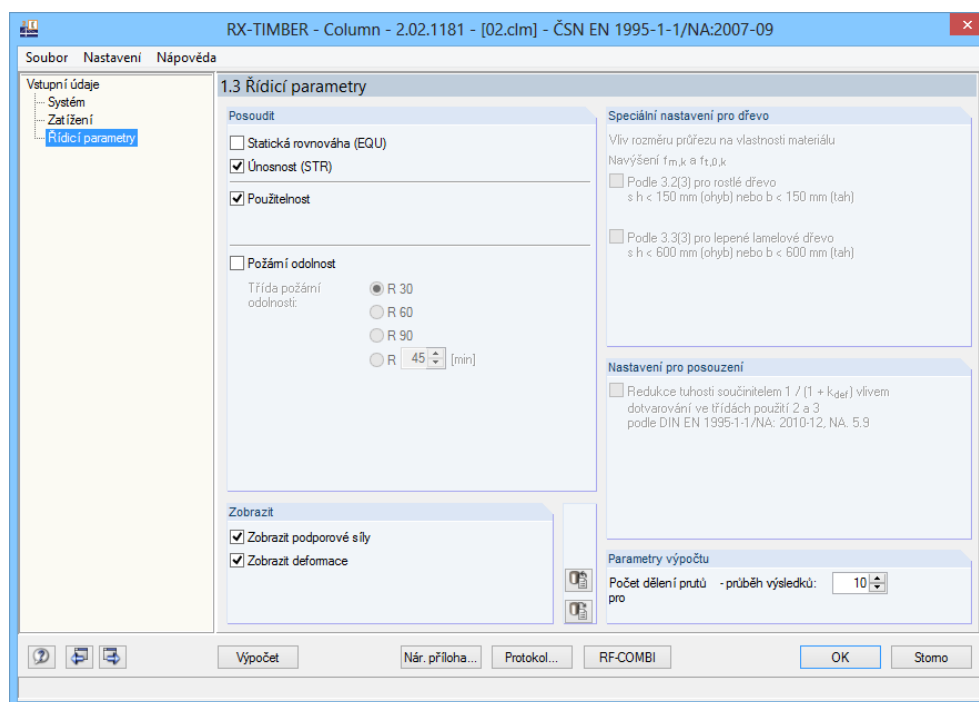 RX-TIMBER - Column - 2.02.1181 - [02.clm] - ČSN EN 1995-1-1/NA:2007-09
Soubor Nastavení Nápověda
Vstupní údaje
Systém
Zatížení
Řídicí parametry
1.3 Řídicí parametry
Posoudit
Statická rovnováha (EQU)
Únosnost (STR)
Použitelnost
Požární odolnost
Třída požární
odolnosti:
R 30
R 60
R 90
R 45 [min]
Zobrazit
Zobrazit podporové síly
Zobrazit deformace
Speciální nastavení pro dřevo
Vliv rozměru průřezu na vlastnosti materiálu
Navýšení fm,k a ft,0,k
Podle 3.2(3) pro rostlé dřevo
s h < 150 mm (ohyb) nebo b < 150 mm (tah)
Podle 3.3(3) pro lepené lamelové dřevo
s h < 600 mm (ohyb) nebo b < 600 mm (tah)
Nastavení pro posouzení
Redukce tuhosti součinitelem 1 / (1 + kdef) vlivem
dotvarování ve třídách použití 2 a 3
podle DIN EN 1995-1-1/NA: 2010-12, NA. 5.9
Parametry výpočtu
Počet dělení prutů - průběh výsledků: 10
pro
Výpočet Nár. příloha... Protokol... RF-COMBI OK Storno